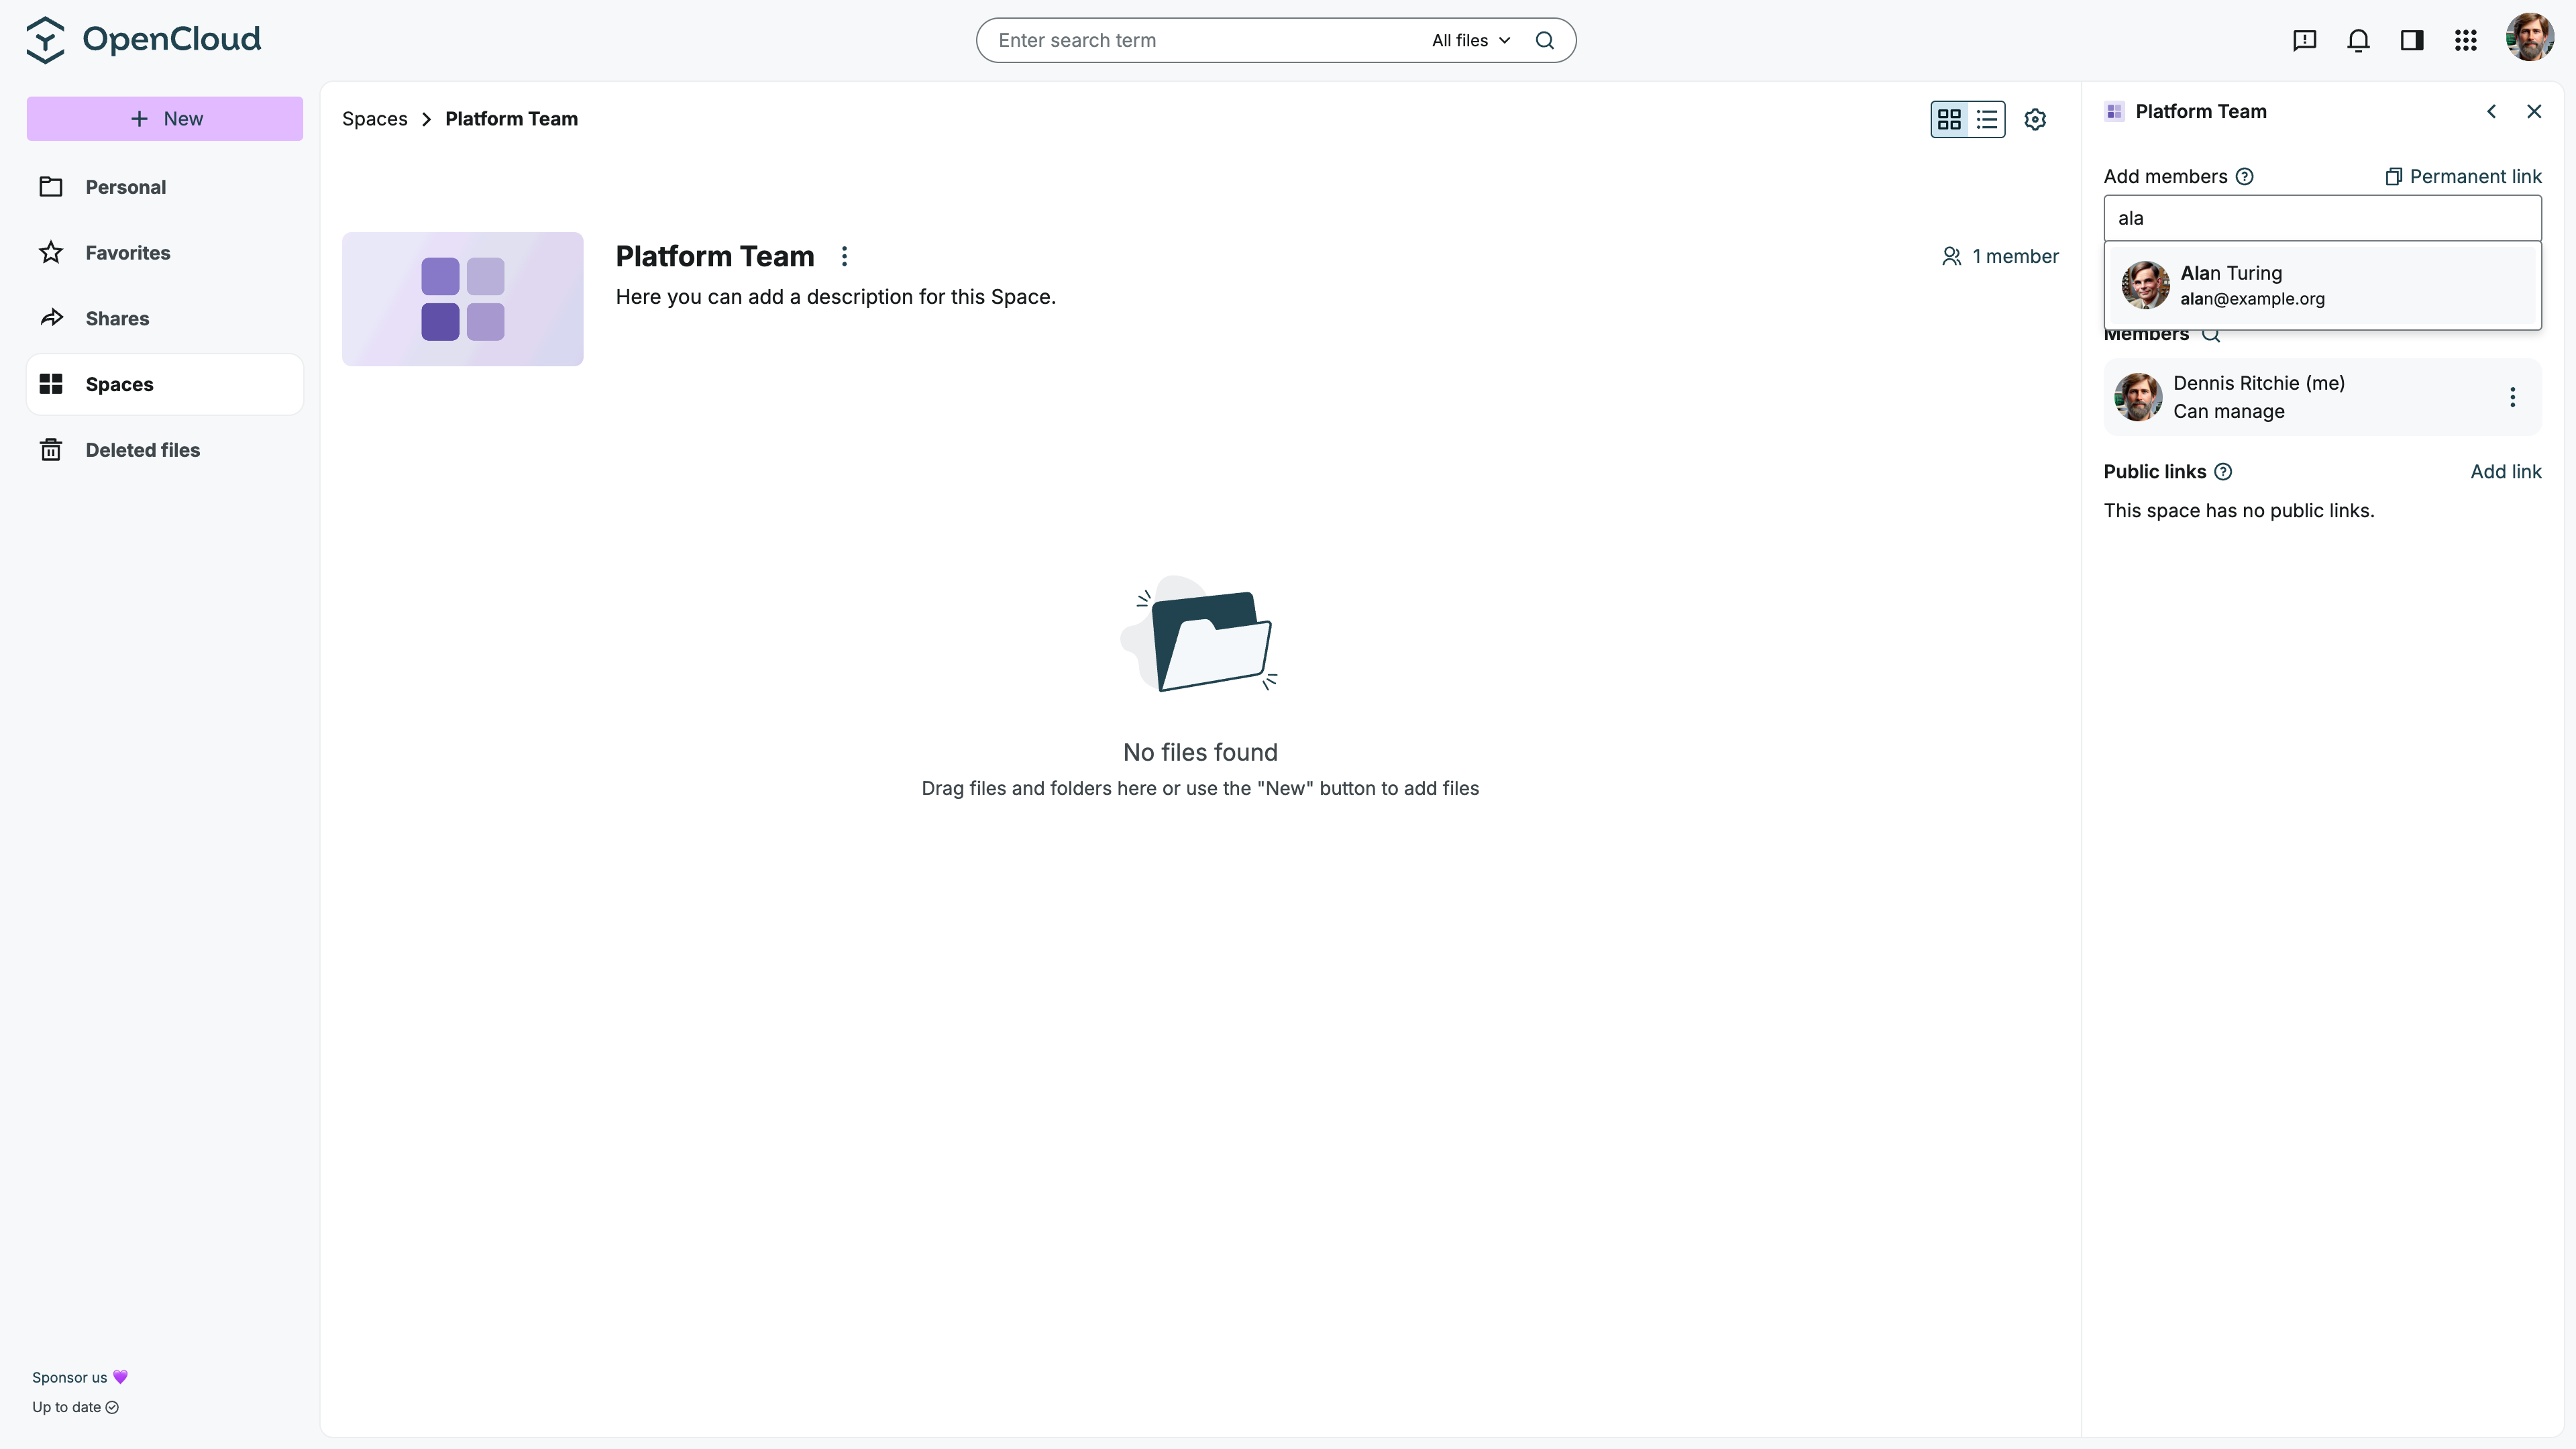 OpenCloud
Enter search term
All files
New
Personal
Favorites
Shares
Spaces
Deleted files
Sponsor us 💜
Up to date
Spaces
Platform Team
Platform Team
Here you can add a description for this Space.
1 member
No files found
Drag files and folders here or use the "New" button to add files
Platform Team
Add members
Permanent link
ala
Alan Turing
alan@example.org
Members
Dennis Ritchie (me)
Can manage
Public links
Add link
This space has no public links.